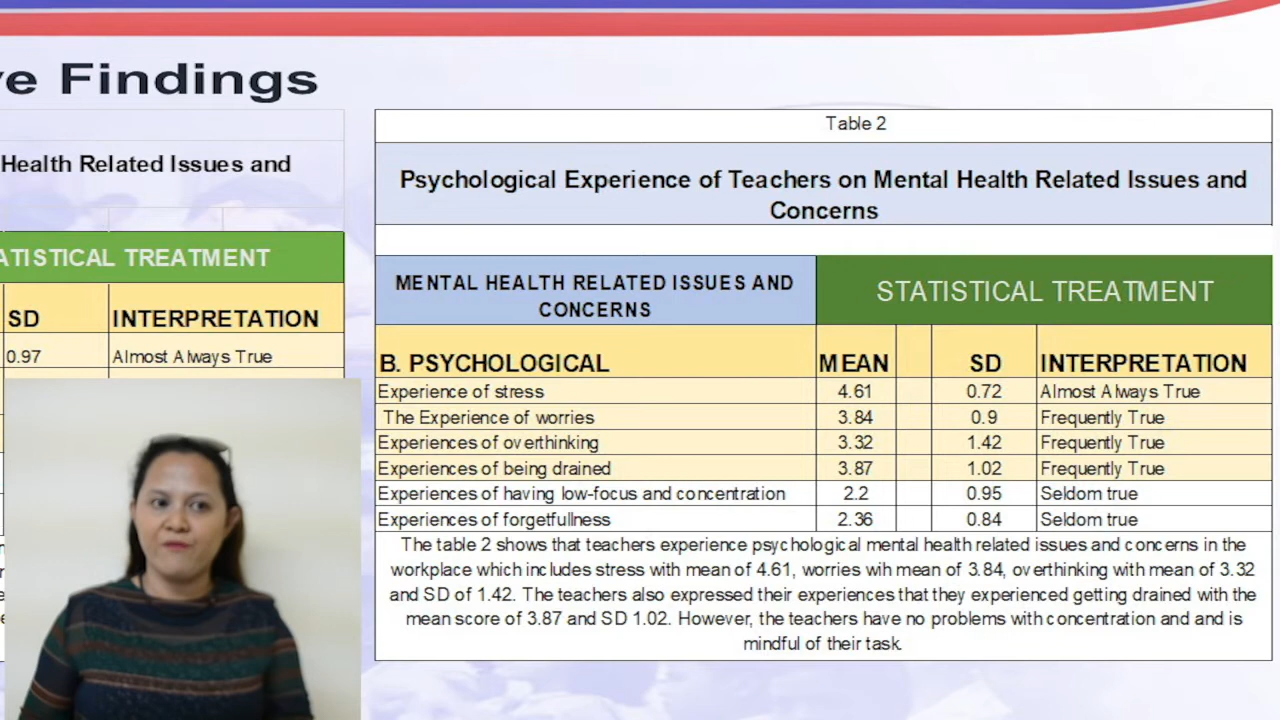 ve Findings
Health Related Issues and
ATISTICAL TREATMENT
SD INTERPRETATION
0.97 Almost Always True
Table 2
Psychological Experience of Teachers on Mental Health Related Issues and
Concerns
MENTAL HEALTH RELATED ISSUES AND
CONCERNS
STATISTICAL TREATMENT
B. PSYCHOLOGICAL MEAN SD INTERPRETATION
Experience of stress 4.61 0.72 Almost Always True
The Experience of worries 3.84 0.9 Frequently True
Experiences of overthinking 3.32 1.42 Frequently True
Experiences of being drained 3.87 1.02 Frequently True
Experiences of having low-focus and concentration 2.2 0.95 Seldom true
Experiences of forgetfullness 2.36 0.84 Seldom true
The table 2 shows that teachers experience psychological mental health related issues and concerns in the
workplace which includes stress with mean of 4.61, worries wih mean of 3.84, overthinking with mean of 3.32
and SD of 1.42. The teachers also expressed their experiences that they experienced getting drained with the
mean score of 3.87 and SD 1.02. However, the teachers have no problems with concentration and and is
mindful of their task.